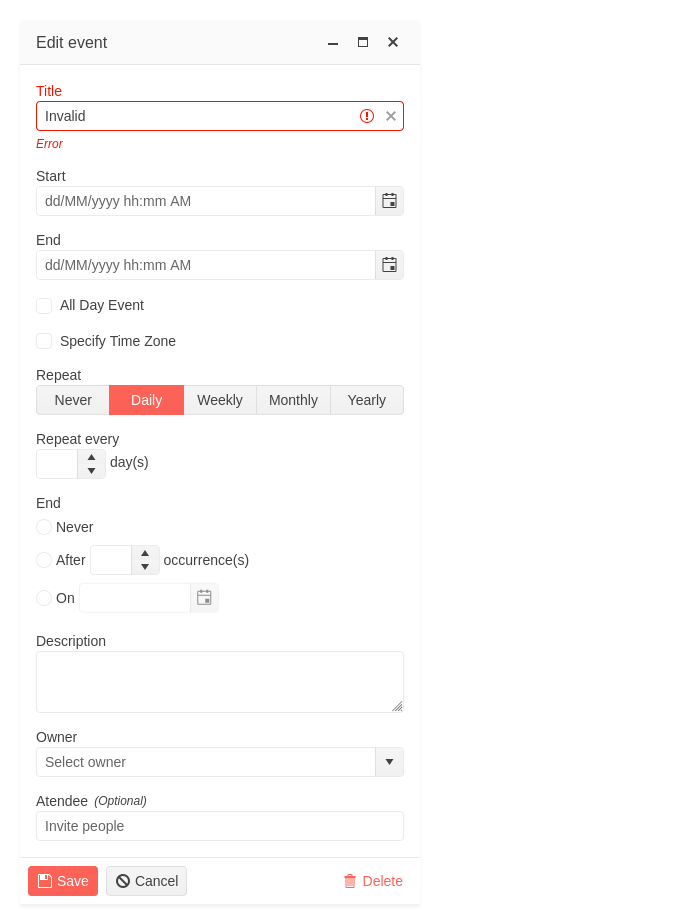 Edit event
Title
Invalid
Error
Start
dd/MM/yyyy hh:mm AM
End
dd/MM/yyyy hh:mm AM
All Day Event
Specify Time Zone
Repeat
Never Daily Weekly Monthly Yearly
Repeat every
day(s)
End
Never
After occurrence(s)
On
Description
Owner
Select owner
Atendee (Optional)
Invite people
Save Cancel Delete